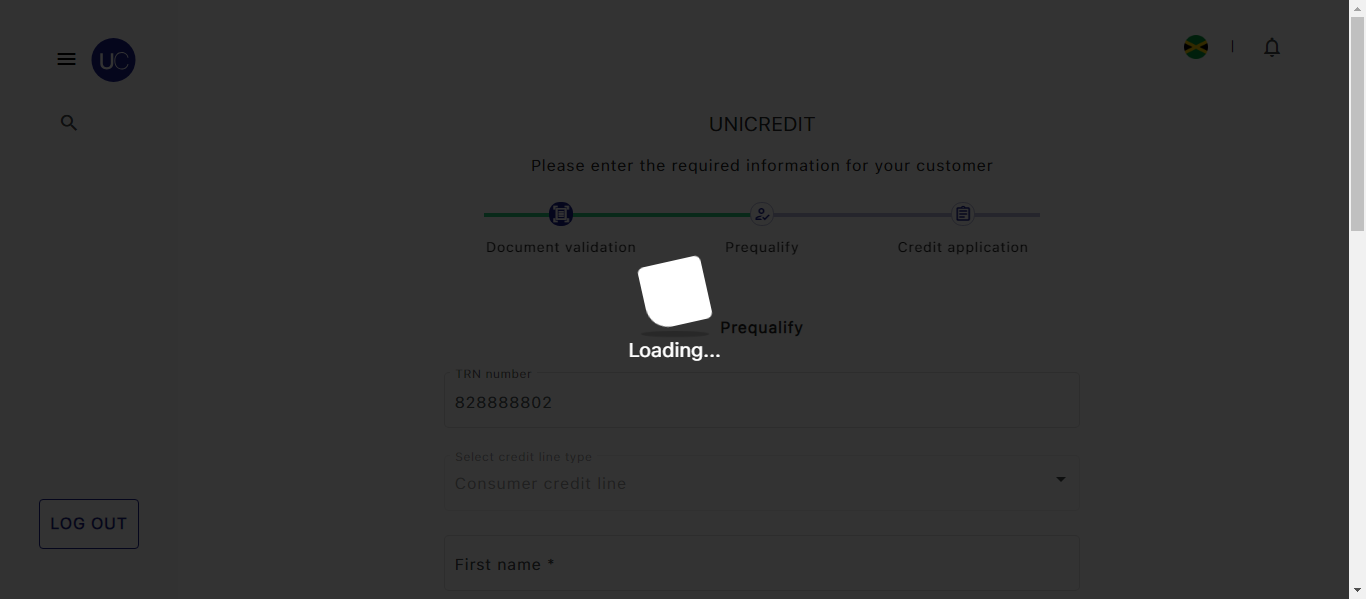 UC
UNICREDIT
Please enter the required information for your customer
Document validation
Prequalify
Credit application
Prequalify
Loading...
TRN number
828888802
Select credit line type
Consumer credit line
LOG OUT
First name *